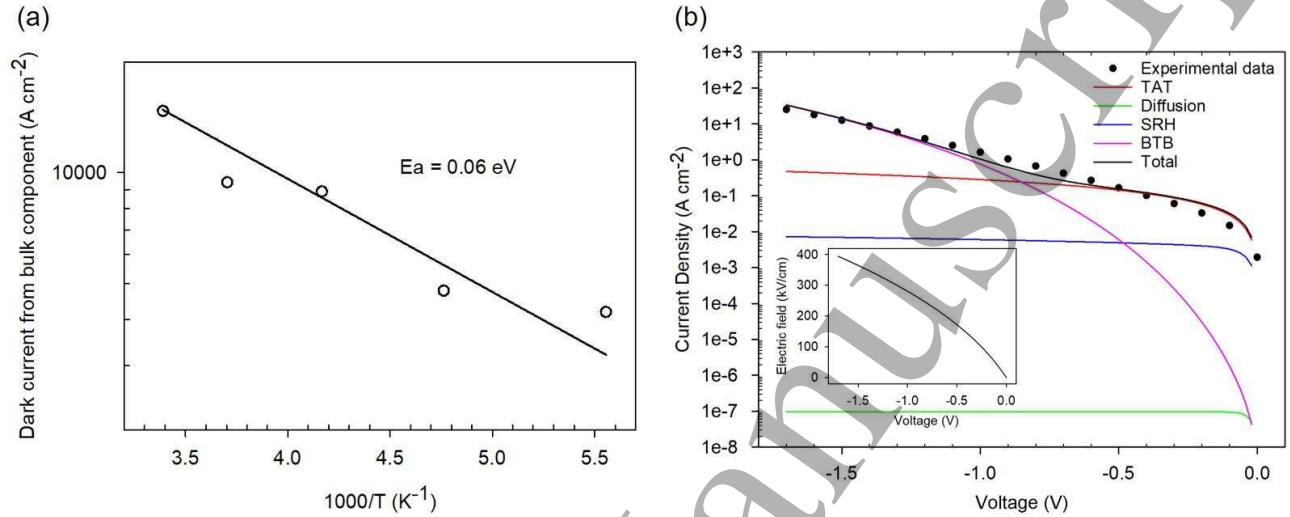 (a)
Dark current from bulk component (A cm-2)
10000
Ea = 0.06 eV
3.5 4.0 4.5 5.0 5.5
1000/T (K-1)
(b)
Current Density (A cm-2)
1e+3
1e+2
1e+1
1e+0
1e-1
1e-2
1e-3
1e-4
1e-5
1e-6
1e-7
1e-8
Experimental data
TAT
Diffusion
SRH
BTB
Total
Electric field (kV/cm)
400
300
200
100
0
-1.5 -1.0 -0.5 0.0
Voltage (V)
-1.5 -1.0 -0.5 0.0
Voltage (V)
anuscrip